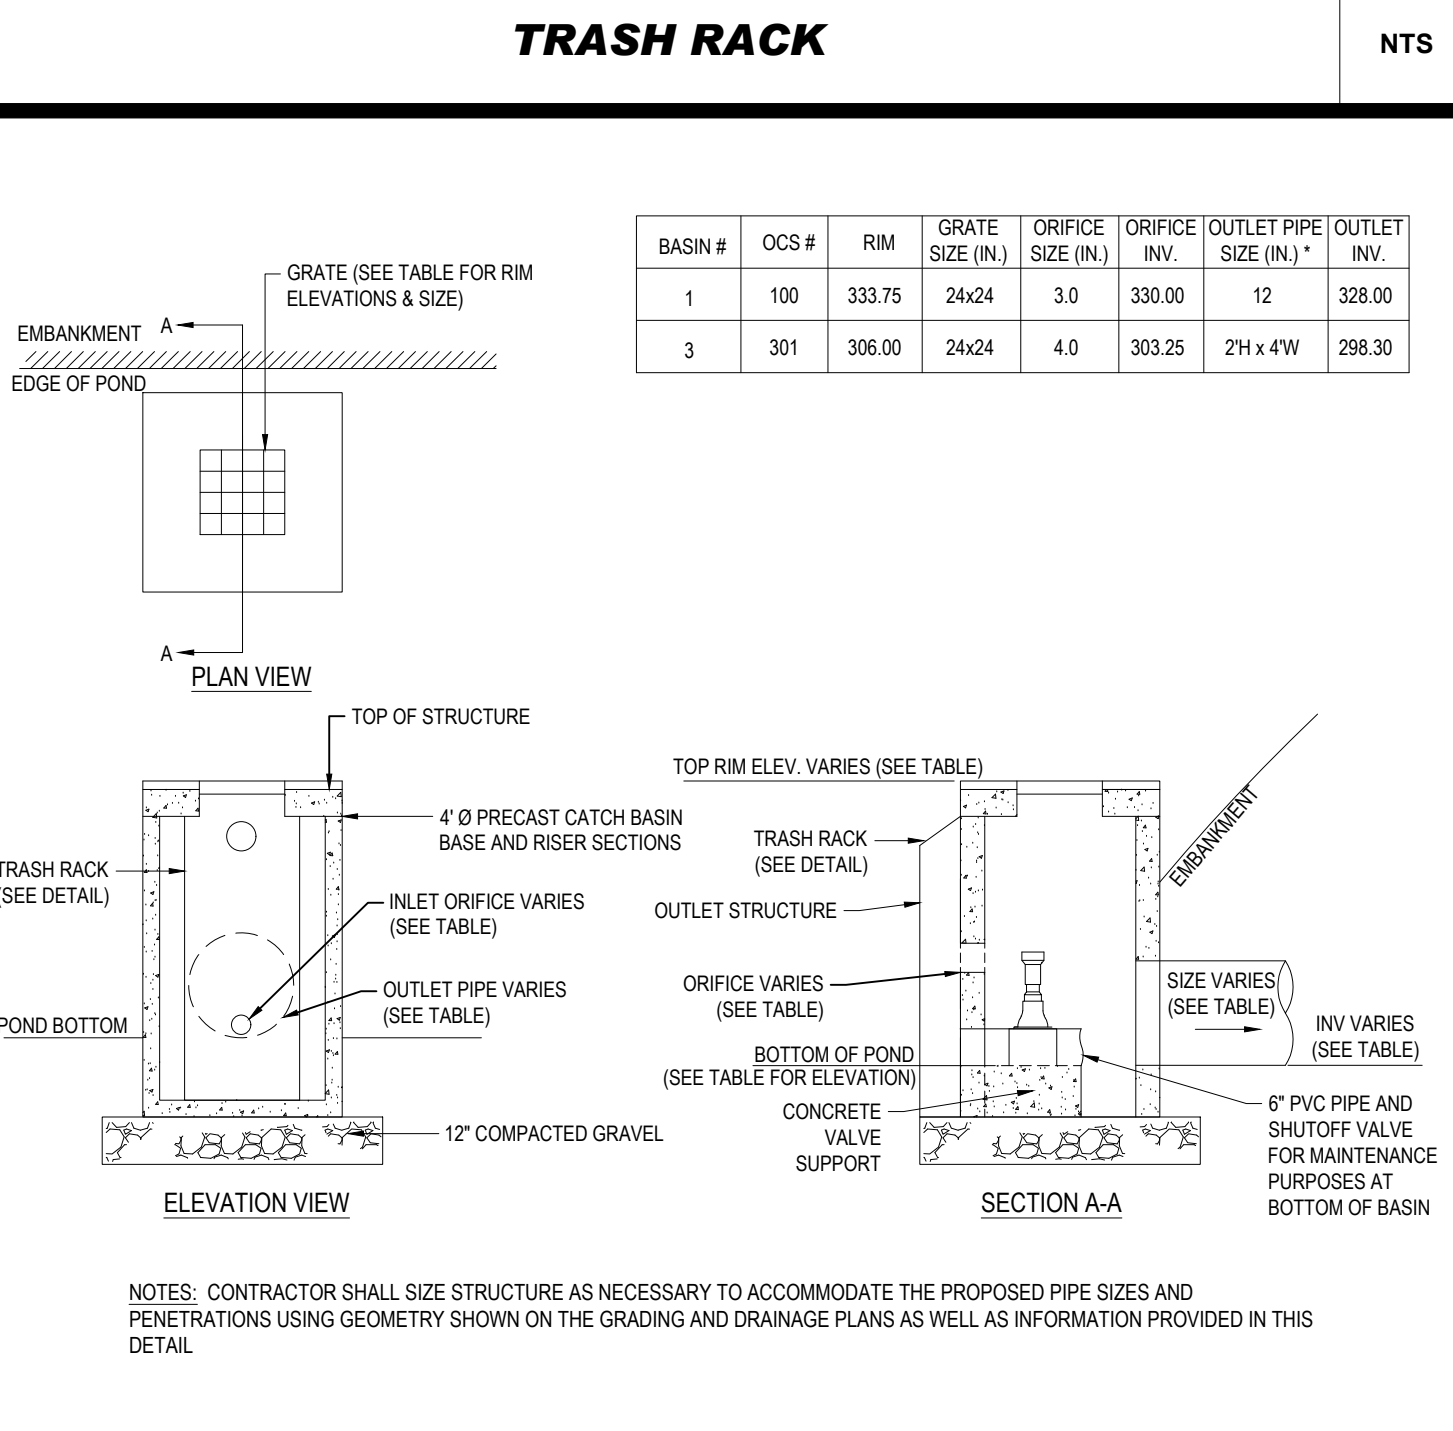 TRASH RACK
NTS
BASIN # OCS # RIM GRATE SIZE (IN.) ORIFICE SIZE (IN.) ORIFICE INV. OUTLET PIPE SIZE (IN.) * OUTLET INV.
1 100 333.75 24x24 3.0 330.00 12 328.00
3 301 306.00 24x24 4.0 303.25 2'H x 4'W 298.30
GRATE (SEE TABLE FOR RIM
ELEVATIONS & SIZE)
EMBANKMENT
A
EDGE OF POND
A
PLAN VIEW
TOP OF STRUCTURE
4' Ø PRECAST CATCH BASIN
BASE AND RISER SECTIONS
TRASH RACK
(SEE DETAIL)
INLET ORIFICE VARIES
(SEE TABLE)
OUTLET PIPE VARIES
(SEE TABLE)
POND BOTTOM
12" COMPACTED GRAVEL
ELEVATION VIEW
TOP RIM ELEV. VARIES (SEE TABLE)
TRASH RACK
(SEE DETAIL)
OUTLET STRUCTURE
ORIFICE VARIES
(SEE TABLE)
BOTTOM OF POND
(SEE TABLE FOR ELEVATION)
CONCRETE
VALVE
SUPPORT
EMBANKMENT
SIZE VARIES
(SEE TABLE)
INV VARIES
(SEE TABLE)
6" PVC PIPE AND
SHUTOFF VALVE
FOR MAINTENANCE
PURPOSES AT
BOTTOM OF BASIN
SECTION A-A
NOTES: CONTRACTOR SHALL SIZE STRUCTURE AS NECESSARY TO ACCOMMODATE THE PROPOSED PIPE SIZES AND
PENETRATIONS USING GEOMETRY SHOWN ON THE GRADING AND DRAINAGE PLANS AS WELL AS INFORMATION PROVIDED IN THIS
DETAIL